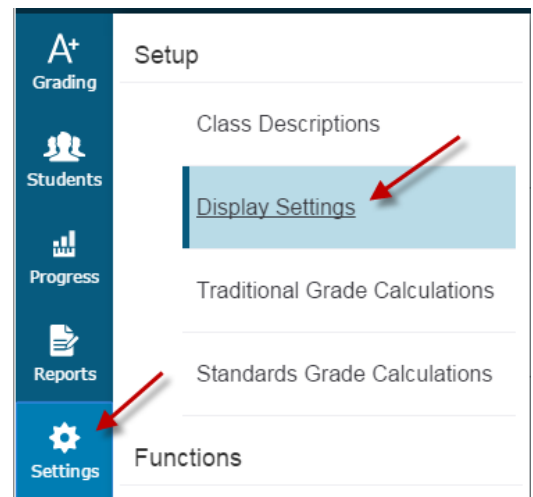 A+
Grading
Students
Progress
Reports
Settings
Setup
Class Descriptions
Display Settings
Traditional Grade Calculations
Standards Grade Calculations
Functions